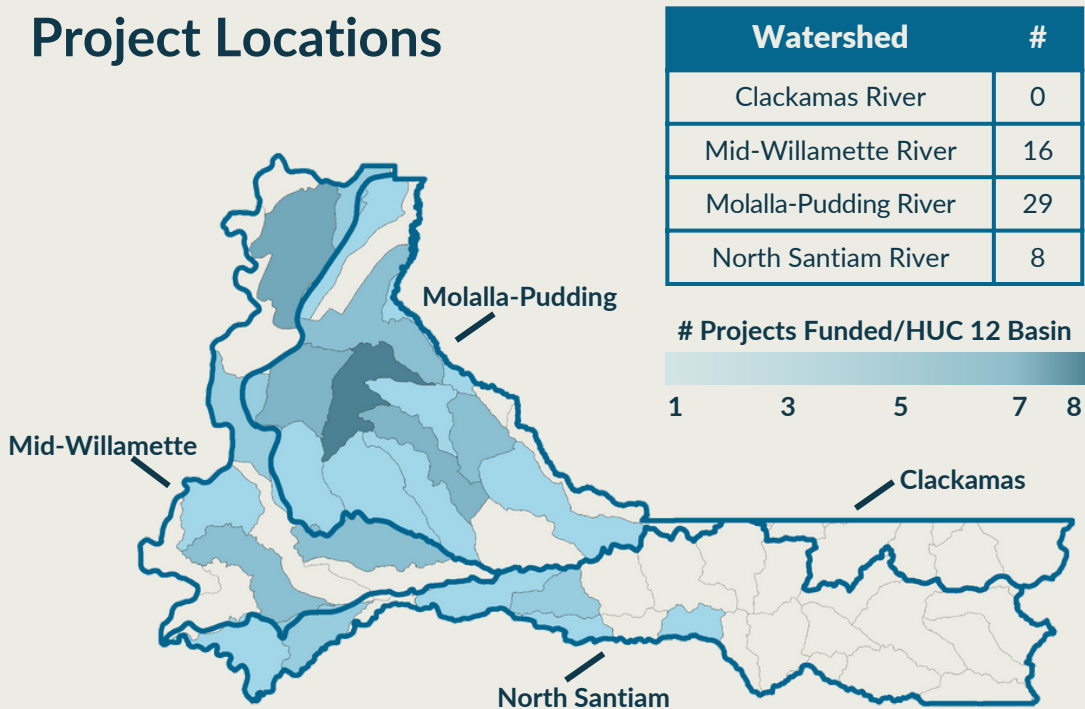 Project Locations
Watershed #
Clackamas River 0
Mid-Willamette River 16
Molalla-Pudding River 29
North Santiam River 8
# Projects Funded/HUC 12 Basin
1 3 5 7 8
Molalla-Pudding
Mid-Willamette
Clackamas
North Santiam